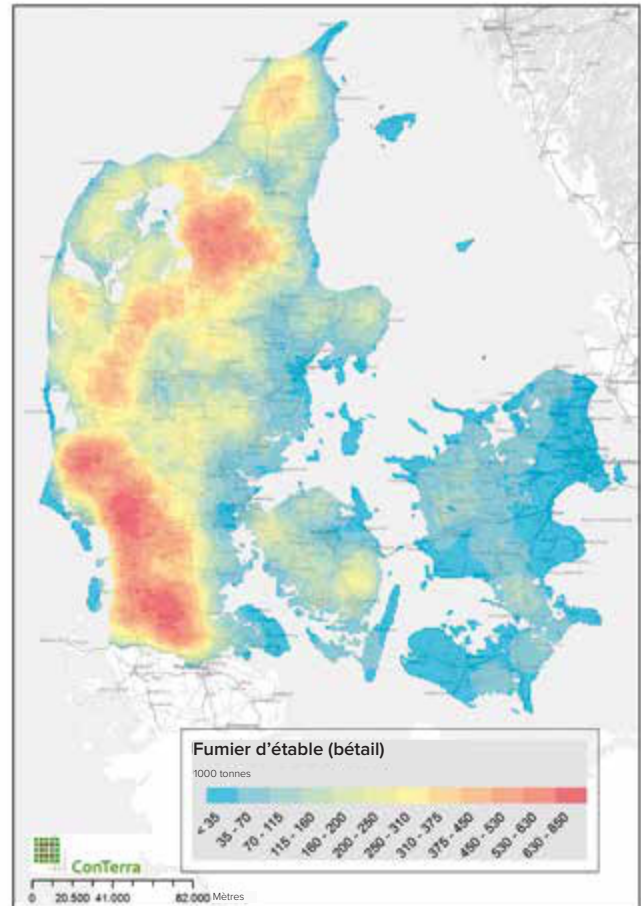 Fumier d'étable (bétail)
1000 tonnes
< 35
35 - 70
70 - 115
115 - 160
160 - 200
200 - 250
250 - 310
310 - 375
375 - 450
450 - 530
530 - 630
630 - 850
ConTerra
0 20.500 41.000 82.000 Mètres